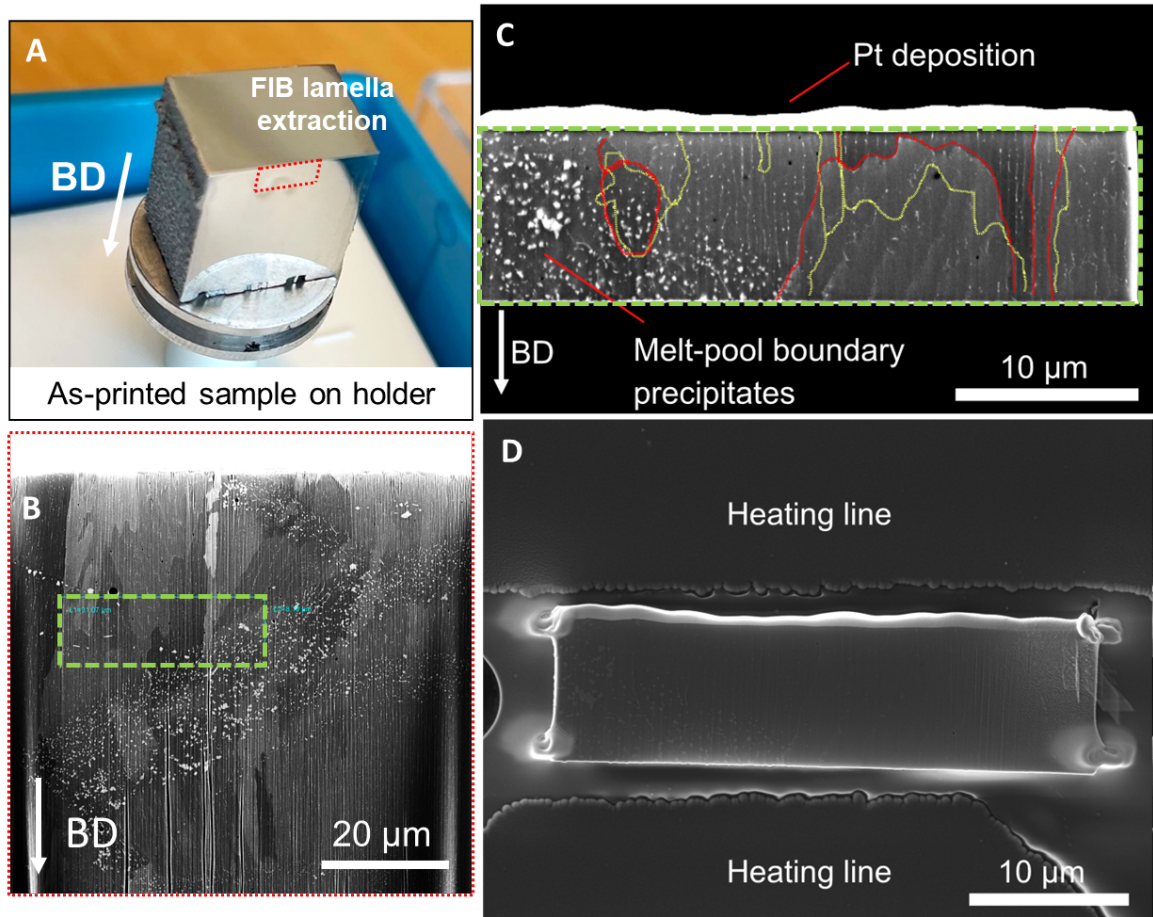 A
FIB lamella
extraction
BD
As-printed sample on holder
B
BD
20 µm
C
Pt deposition
BD
Melt-pool boundary
precipitates
10 µm
D
Heating line
Heating line
10 µm